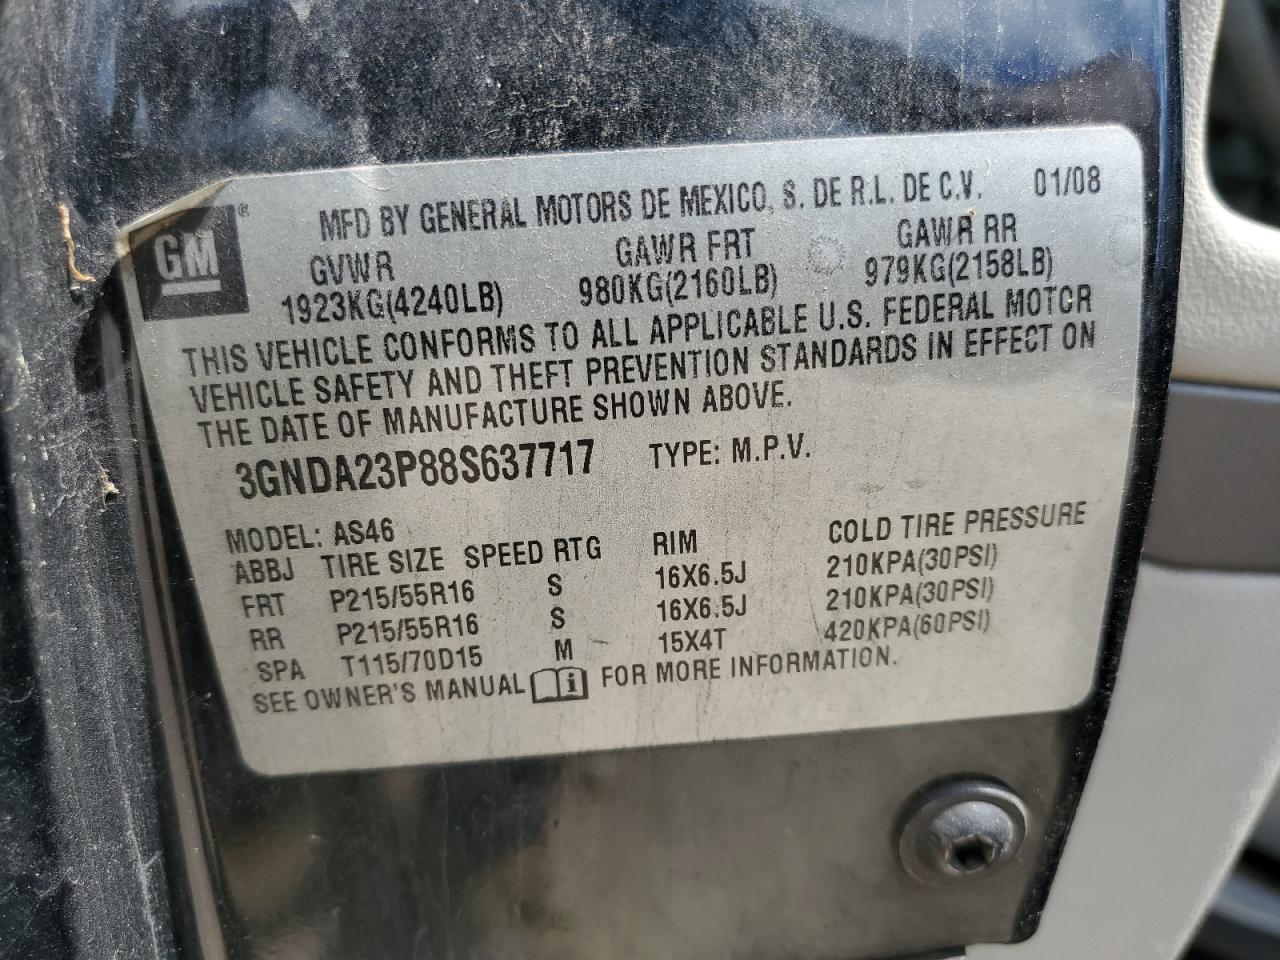 GM®
MFD BY GENERAL MOTORS DE MEXICO, S. DE R.L. DE C.V. 01/08
GVWR GAWR FRT GAWR RR
1923KG(4240LB) 980KG(2160LB) 979KG(2158LB)
THIS VEHICLE CONFORMS TO ALL APPLICABLE U.S. FEDERAL MOTOR
VEHICLE SAFETY AND THEFT PREVENTION STANDARDS IN EFFECT ON
THE DATE OF MANUFACTURE SHOWN ABOVE.
3GNDA23P88S637717 TYPE: M.P.V.
MODEL: AS46
ABBJ TIRE SIZE SPEED RTG RIM COLD TIRE PRESSURE
FRT P215/55R16 S 16X6.5J 210KPA(30PSI)
RR P215/55R16 S 16X6.5J 210KPA(30PSI)
SPA T115/70D15 M 15X4T 420KPA(60PSI)
SEE OWNER'S MANUAL i FOR MORE INFORMATION.